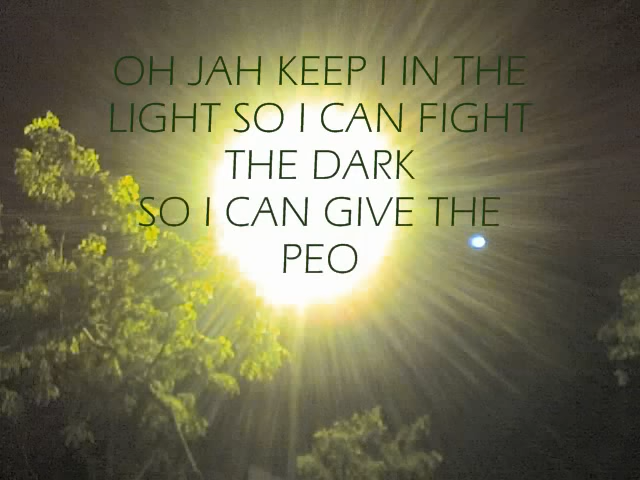 OH JAH KEEP I IN THE
LIGHT SO I CAN FIGHT
THE DARK
SO I CAN GIVE THE
PEO